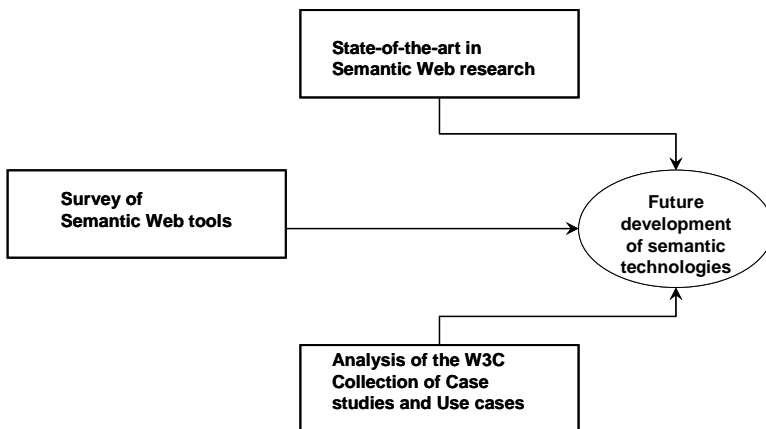 State-of-the-art in
Semantic Web research
Survey of
Semantic Web tools
Future
development
of semantic
technologies
Analysis of the W3C
Collection of Case
studies and Use cases